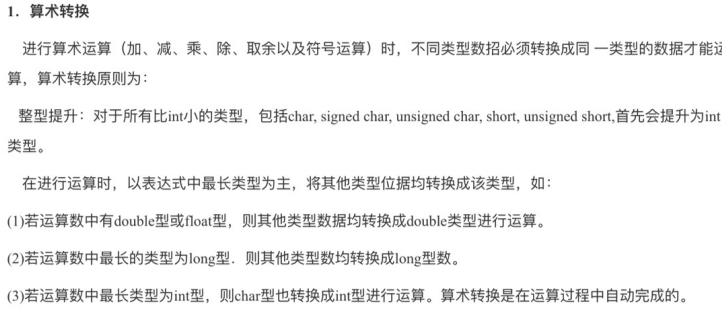 1．算术转换
进行算术运算（加、减、乘、除、取余以及符号运算）时，不同类型数招必须转换成同 一类型的数据才能运
算，算术转换原则为：
整型提升：对于所有比int小的类型，包括char, signed char, unsigned char, short, unsigned short,首先会提升为int
类型。
在进行运算时，以表达式中最长类型为主，将其他类型位据均转换成该类型，如：
(1)若运算数中有double型或float型，则其他类型数据均转换成double类型进行运算。
(2)若运算数中最长的类型为long型．则其他类型数均转换成long型数。
(3)若运算数中最长类型为int型，则char型也转换成int型进行运算。算术转换是在运算过程中自动完成的。